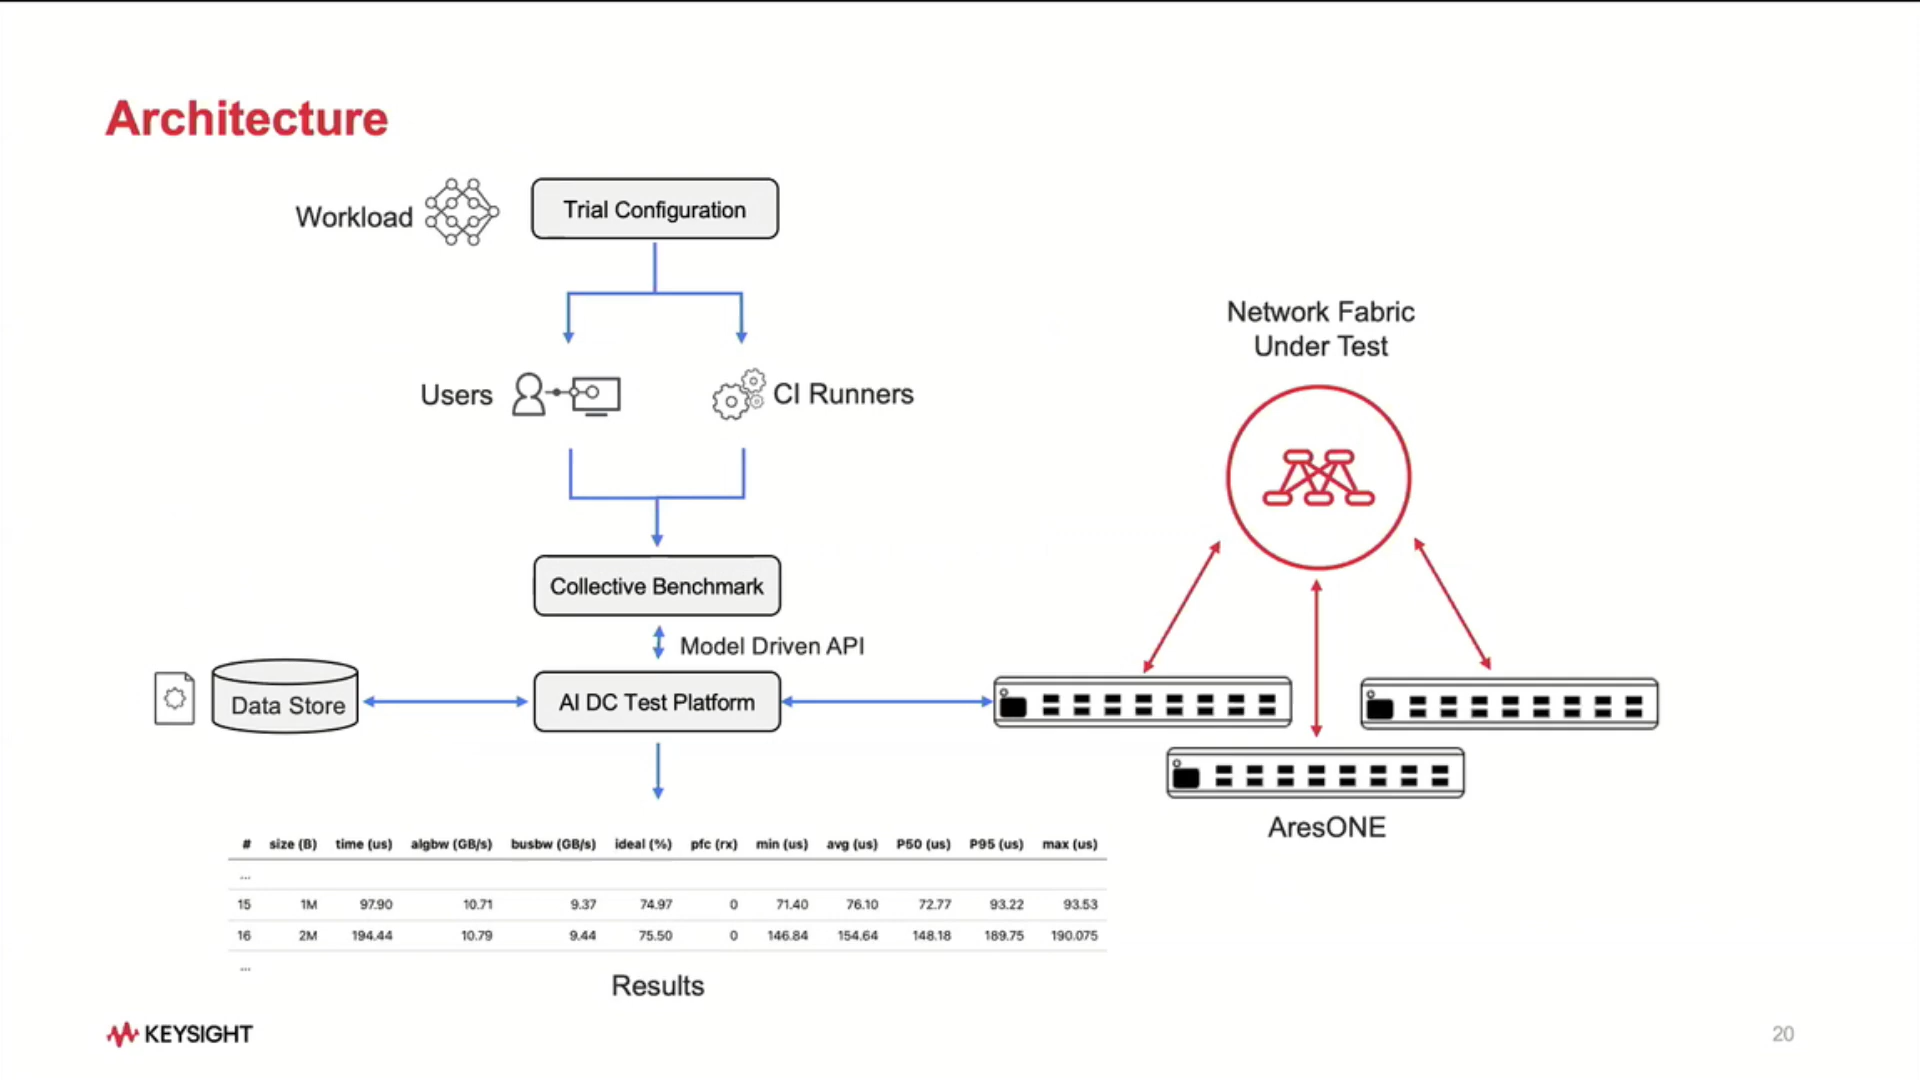 Architecture
Workload
Trial Configuration
Network Fabric
Under Test
Users
CI Runners
Collective Benchmark
Model Driven API
Data Store
AI DC Test Platform
AresONE
# size (B) time (us) algbw (GB/s) busbw (GB/s) ideal (%) pfc (rx) min (us) avg (us) P50 (us) P95 (us) max (us)
...
15 1M 97.90 10.71 9.37 74.97 0 71.40 76.10 72.77 93.22 93.53
16 2M 194.44 10.79 9.44 75.50 0 146.84 154.64 148.18 189.75 190.075
...
Results
KEYSIGHT
20